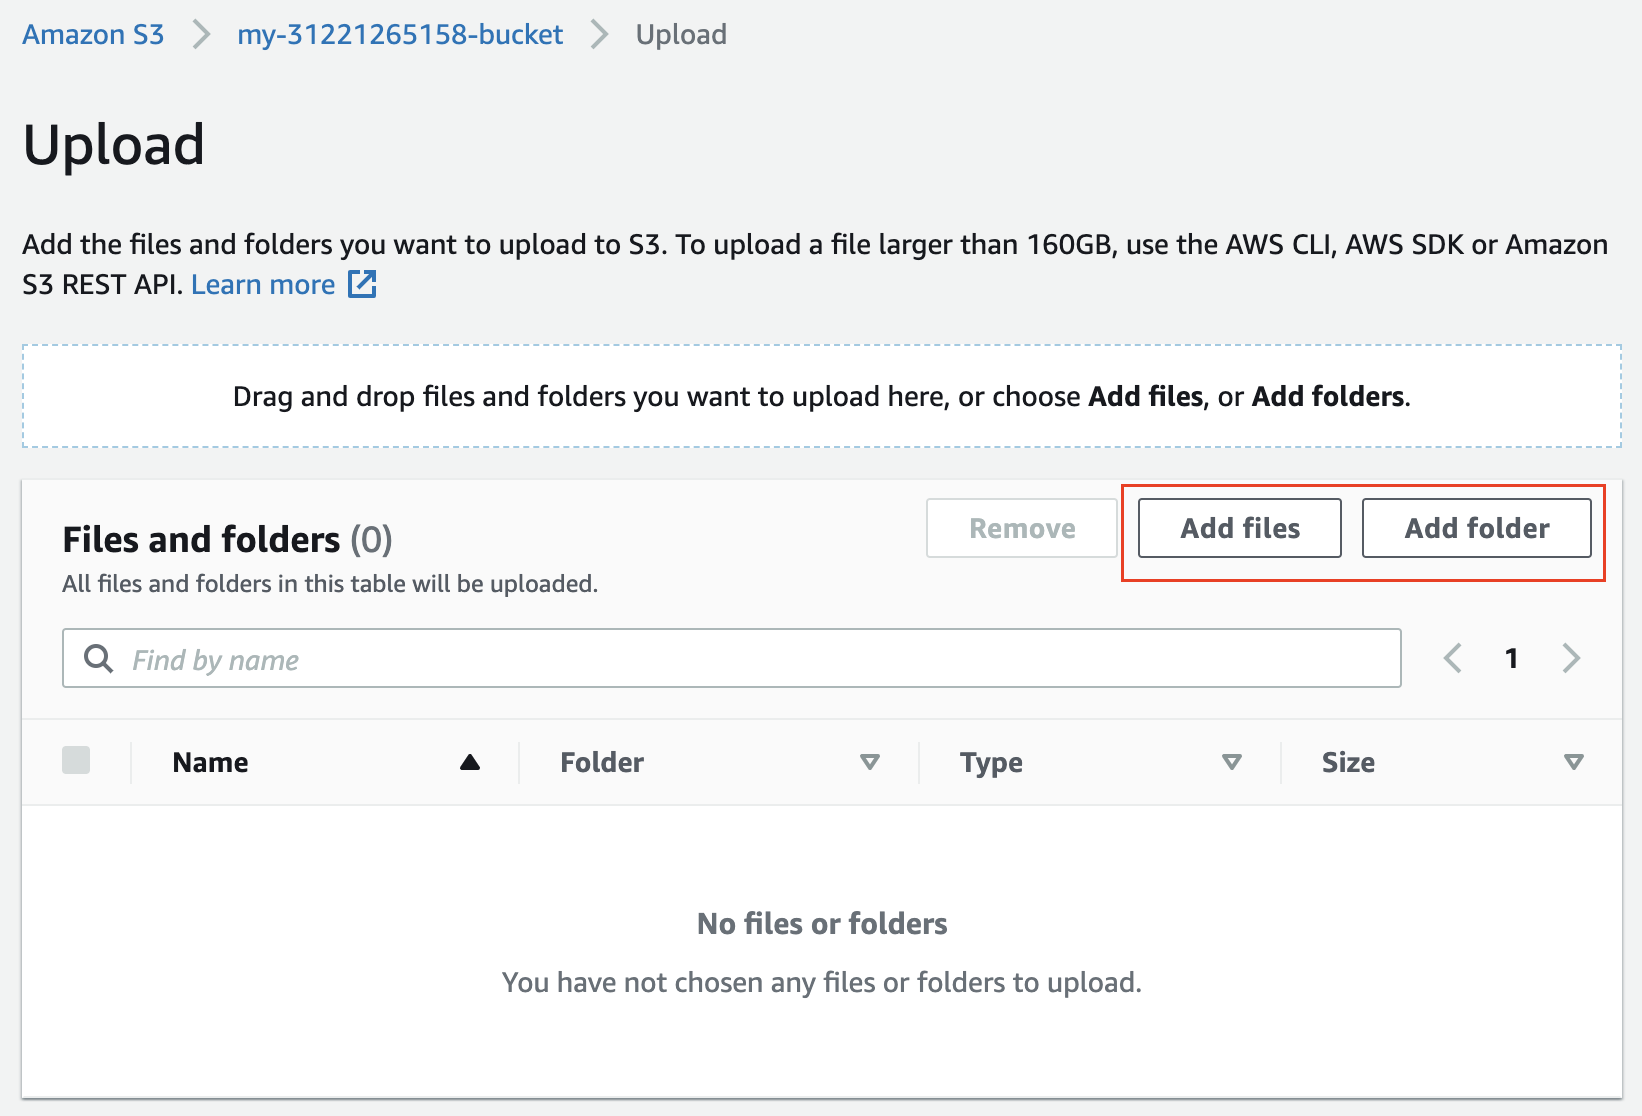 Amazon S3 > my-31221265158-bucket > Upload
Upload
Add the files and folders you want to upload to S3. To upload a file larger than 160GB, use the AWS CLI, AWS SDK or Amazon
S3 REST API. Learn more
Drag and drop files and folders you want to upload here, or choose Add files, or Add folders.
Files and folders (0)
Remove
Add files
Add folder
All files and folders in this table will be uploaded.
Find by name
1
Name
Folder
Type
Size
No files or folders
You have not chosen any files or folders to upload.